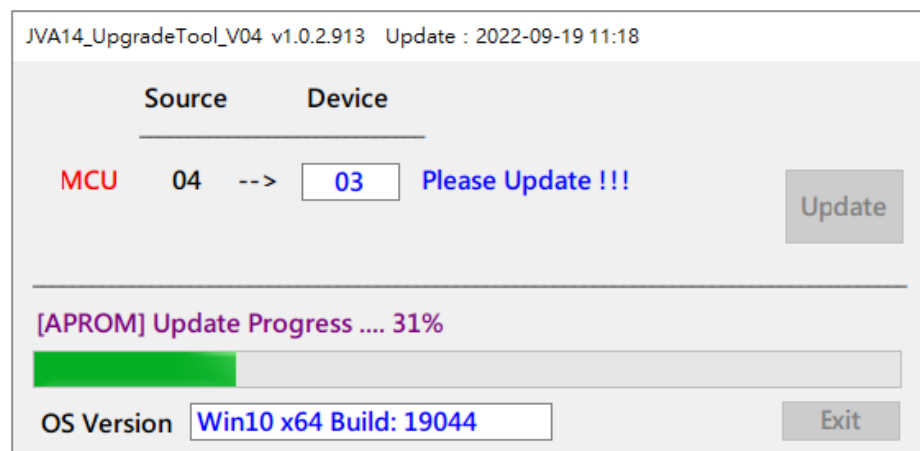 JVA14_UpgradeTool_V04 v1.0.2.913 Update : 2022-09-19 11:18
Source Device
MCU 04 --> 03 Please Update !!!
Update
[APROM] Update Progress .... 31%
OS Version Win10 x64 Build: 19044 Exit